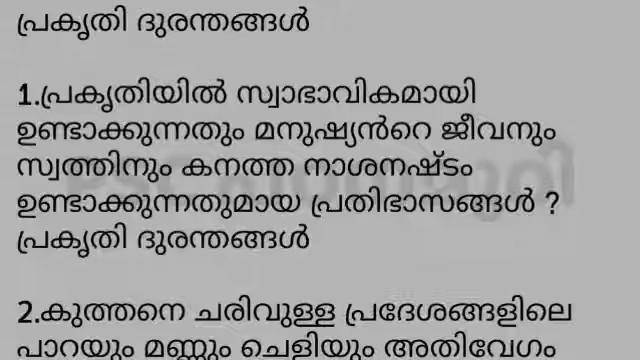 പ്രകൃതി ദുരന്തങ്ങൾ
1.പ്രകൃതിയിൽ സ്വാഭാവികമായി
ഉണ്ടാക്കുന്നതും മനുഷ്യൻറെ ജീവനും
സ്വത്തിനും കനത്ത നാശനഷ്ടം
ഉണ്ടാക്കുന്നതുമായ പ്രതിഭാസങ്ങൾ ?
പ്രകൃതി ദുരന്തങ്ങൾ
2.കുത്തനെ ചരിവുള്ള പ്രദേശങ്ങളിലെ
പാറയും മണ്ണും ചെളിയും അതിവേഗം